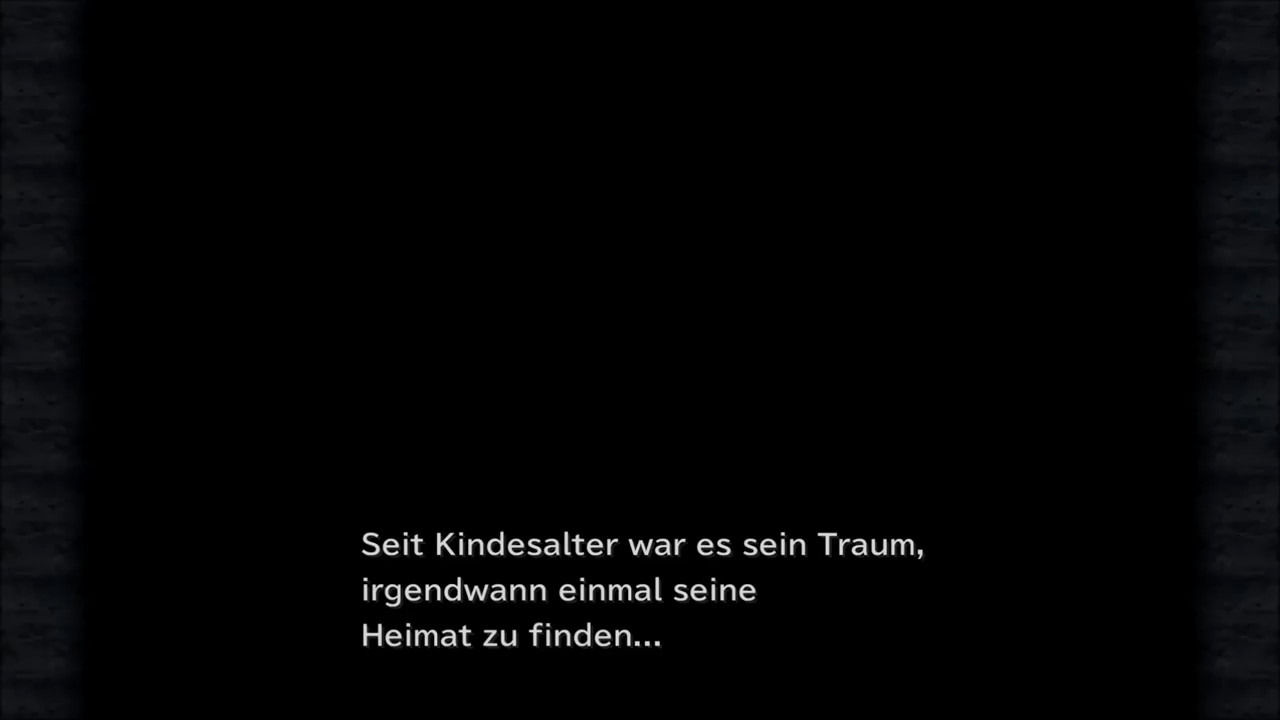 Seit Kindesalter war es sein Traum,
irgendwann einmal seine
Heimat zu finden...